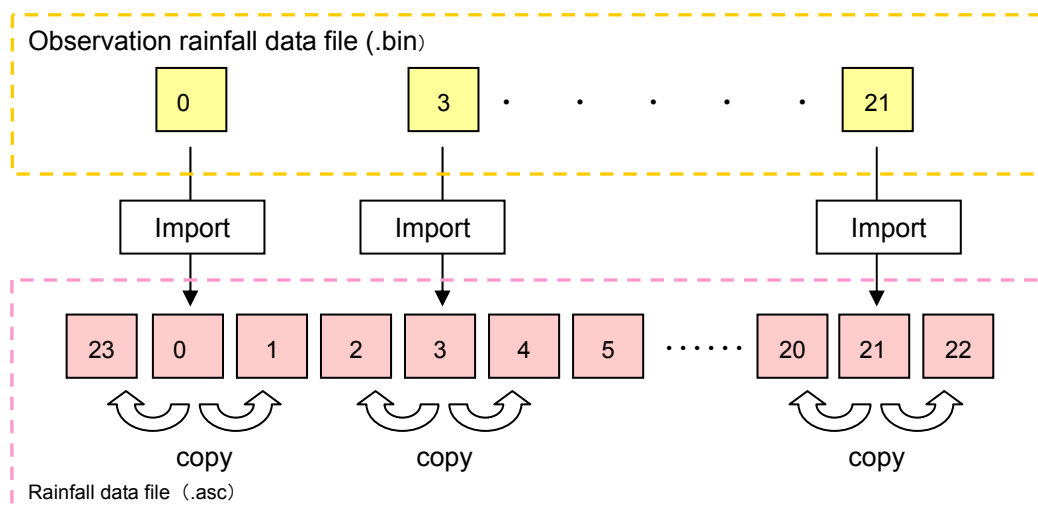 Observation rainfall data file (.bin）
0 3 ・ ・ ・ ・ ・ 21
Import Import Import
23 0 1 2 3 4 5 ・・・・・・ 20 21 22
copy copy copy
Rainfall data file（.asc）